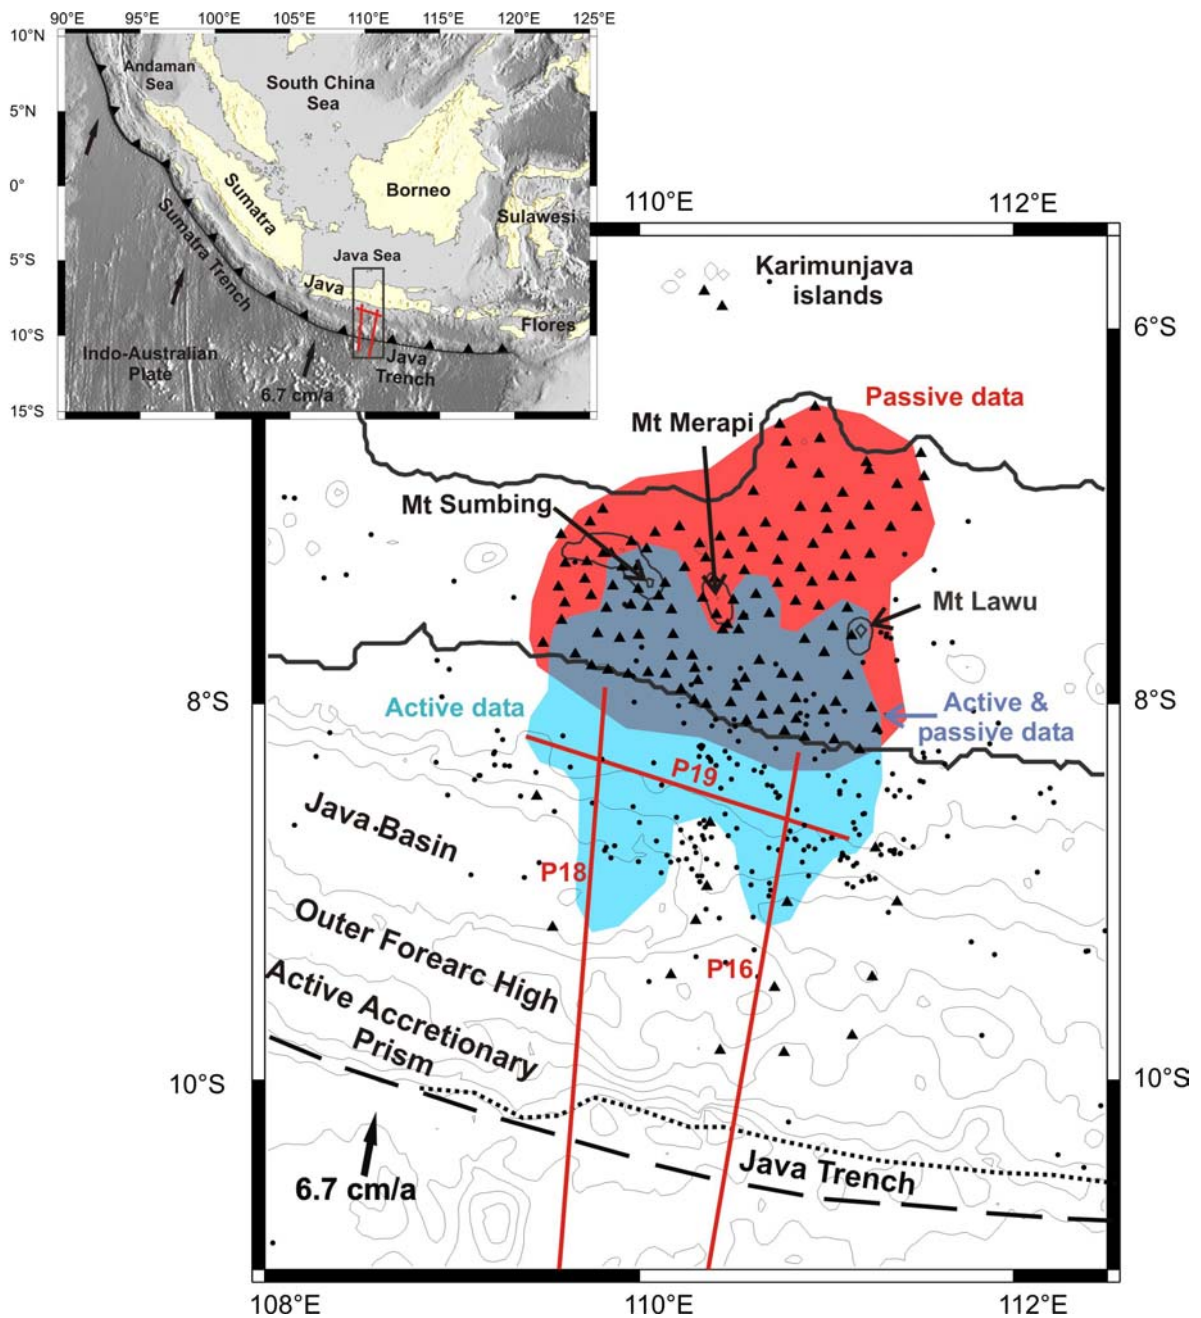 90°E 95°E 100°E 105°E 110°E 115°E 120°E 125°E
10°N
5°N
0°
5°S
10°S
15°S
Andaman
Sea
South China
Sea
Sumatra
Borneo
Sulawesi
Sumatra Trench
Java Sea
Java
Flores
Indo-Australian
Plate
Java
Trench
6.7 cm/a
110°E 112°E
Karimunjava
islands
6°S
Passive data
Mt Merapi
Mt Sumbing
Mt Lawu
8°S 8°S
Active data
Active &
passive data
P19
Java Basin
P18
Outer Forearc High
P16
Active Accretionary
Prism
10°S 10°S
Java Trench
6.7 cm/a
108°E 110°E 112°E